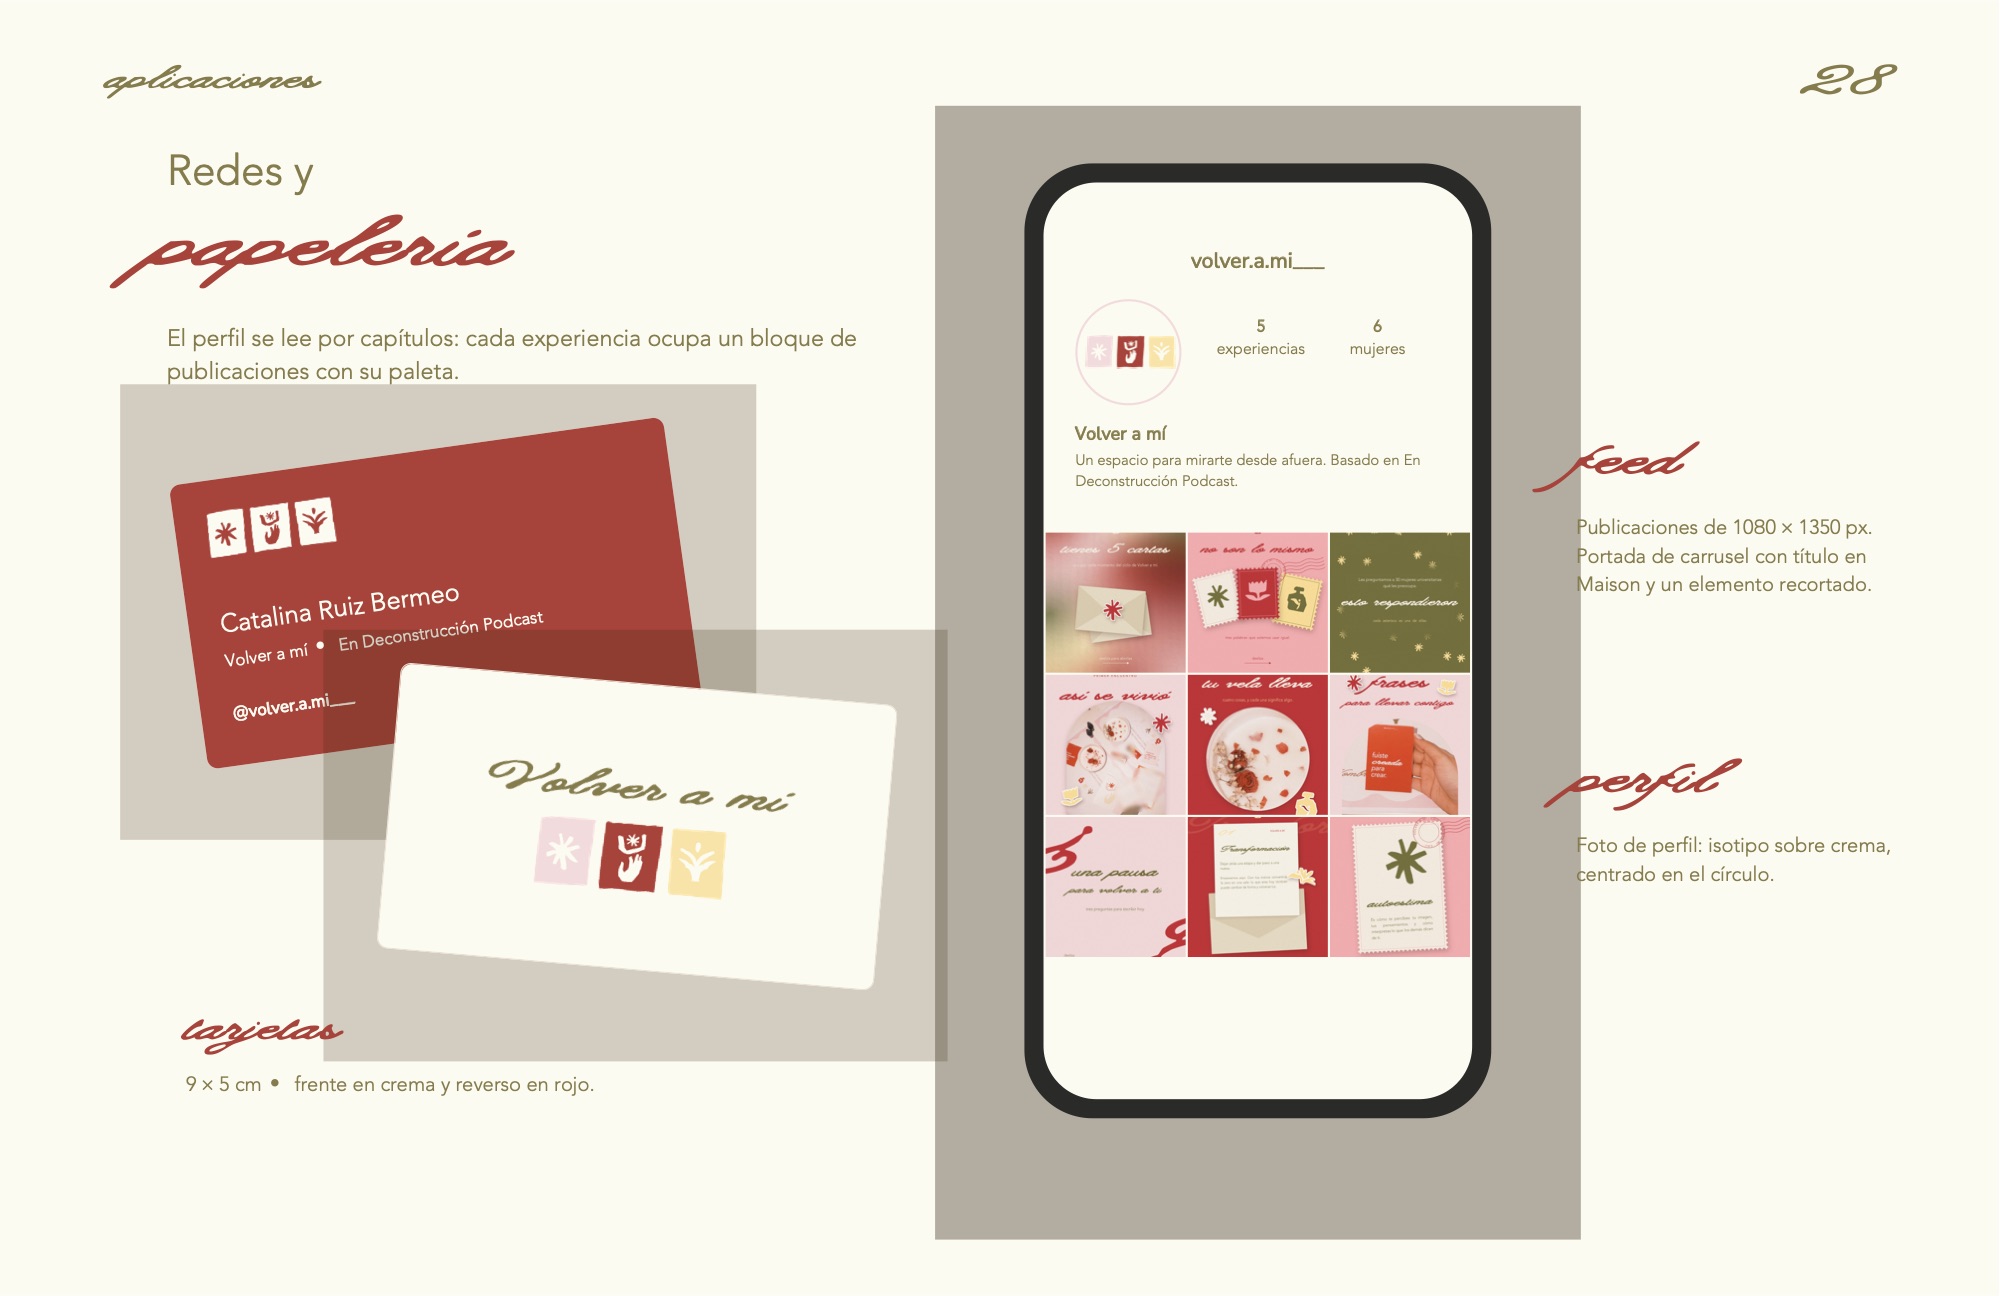 aplicaciones
28
Redes y
papelería
El perfil se lee por capítulos: cada experiencia ocupa un bloque de
publicaciones con su paleta.
Catalina Ruiz Bermeo
Volver a mí • En Deconstrucción Podcast
@volver.a.mi___
Volver a mí
tarjetas
9 × 5 cm • frente en crema y reverso en rojo.
volver.a.mi___
5
experiencias
6
mujeres
Volver a mí
Un espacio para mirarte desde afuera. Basado en En
Deconstrucción Podcast.
tienes 5 cartas
no son lo mismo
esto respondieron
así se vivió
tu vela lleva
frases
para llevar contigo
fuiste
creada
para
crear.
una pausa
para volver a ti
Transformación
autoestima
feed
Publicaciones de 1080 × 1350 px.
Portada de carrusel con título en
Maison y un elemento recortado.
perfil
Foto de perfil: isotipo sobre crema,
centrado en el círculo.